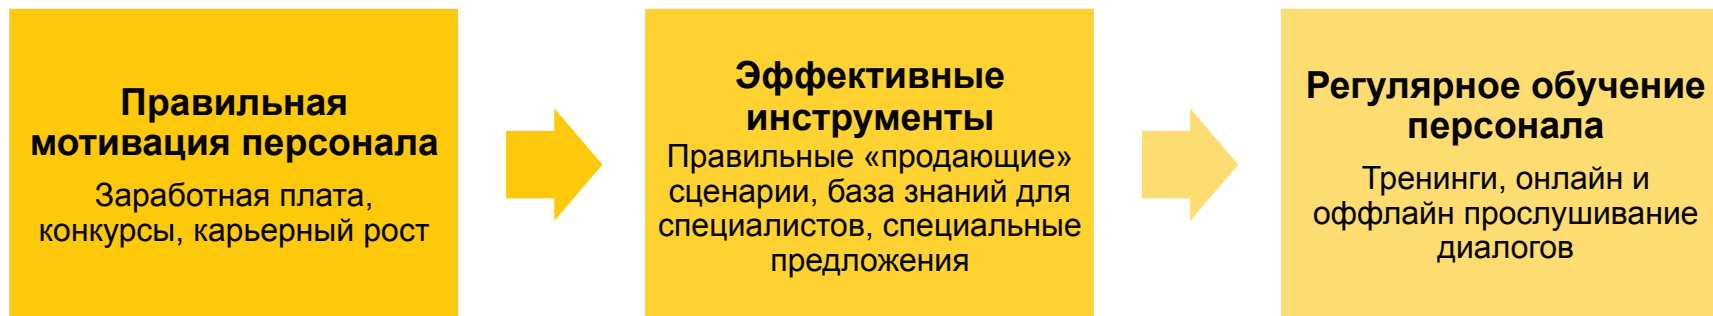 Правильная
мотивация персонала
Заработная плата,
конкурсы, карьерный рост
Эффективные
инструменты
Правильные «продающие»
сценарии, база знаний для
специалистов, специальные
предложения
Регулярное обучение
персонала
Тренинги, онлайн и
оффлайн прослушивание
диалогов